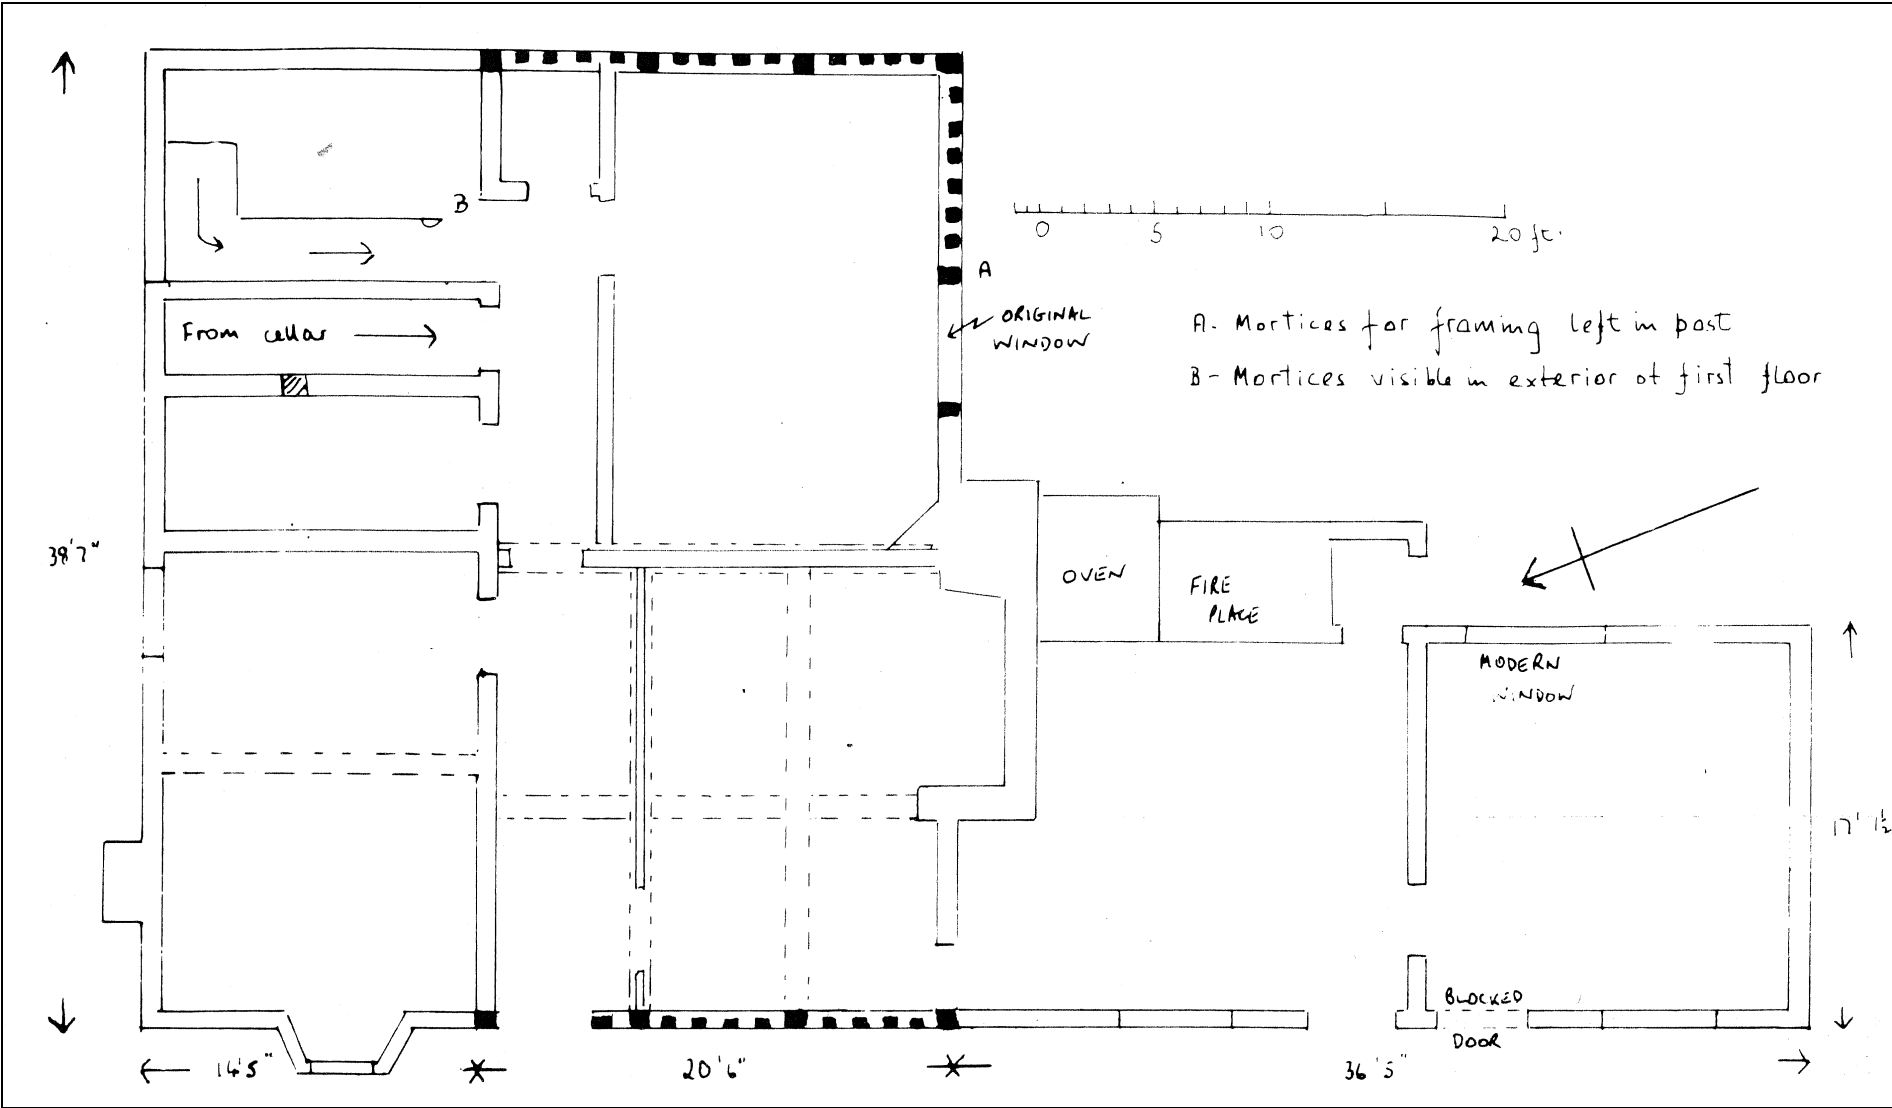 B
0 5 10 20 ft.
A
ORIGINAL
WINDOW
A. Mortices for framing left in post
B - Mortices visible in exterior of first floor
From cellar
38'7"
OVEN
FIRE
PLACE
MODERN
WINDOW
17' 1½
BLOCKED
DOOR
14'5"
20'6"
36'5"